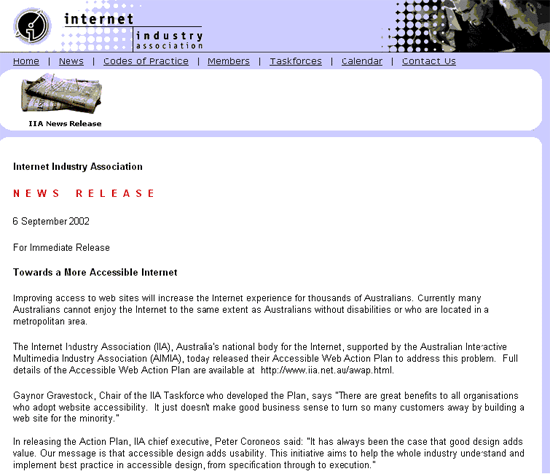 internet
industry
association
Home | News | Codes of Practice | Members | Taskforces | Calendar | Contact Us
IIA News Release
Internet Industry Association
NEWS RELEASE
6 September 2002
For Immediate Release
Towards a More Accessible Internet
Improving access to web sites will increase the Internet experience for thousands of Australians. Currently many
Australians cannot enjoy the Internet to the same extent as Australians without disabilities or who are located in a
metropolitan area.
The Internet Industry Association (IIA), Australia's national body for the Internet, supported by the Australian Interactive
Multimedia Industry Association (AIMIA), today released their Accessible Web Action Plan to address this problem. Full
details of the Accessible Web Action Plan are available at http://www.iia.net.au/awap.html.
Gaynor Gravestock, Chair of the IIA Taskforce who developed the Plan, says "There are great benefits to all organisations
who adopt website accessibility. It just doesn't make good business sense to turn so many customers away by building a
web site for the minority."
In releasing the Action Plan, IIA chief executive, Peter Coroneos said: "It has always been the case that good design adds
value. Our message is that accessible design adds usability. This initiative aims to help the whole industry understand and
implement best practice in accessible design, from specification through to execution."